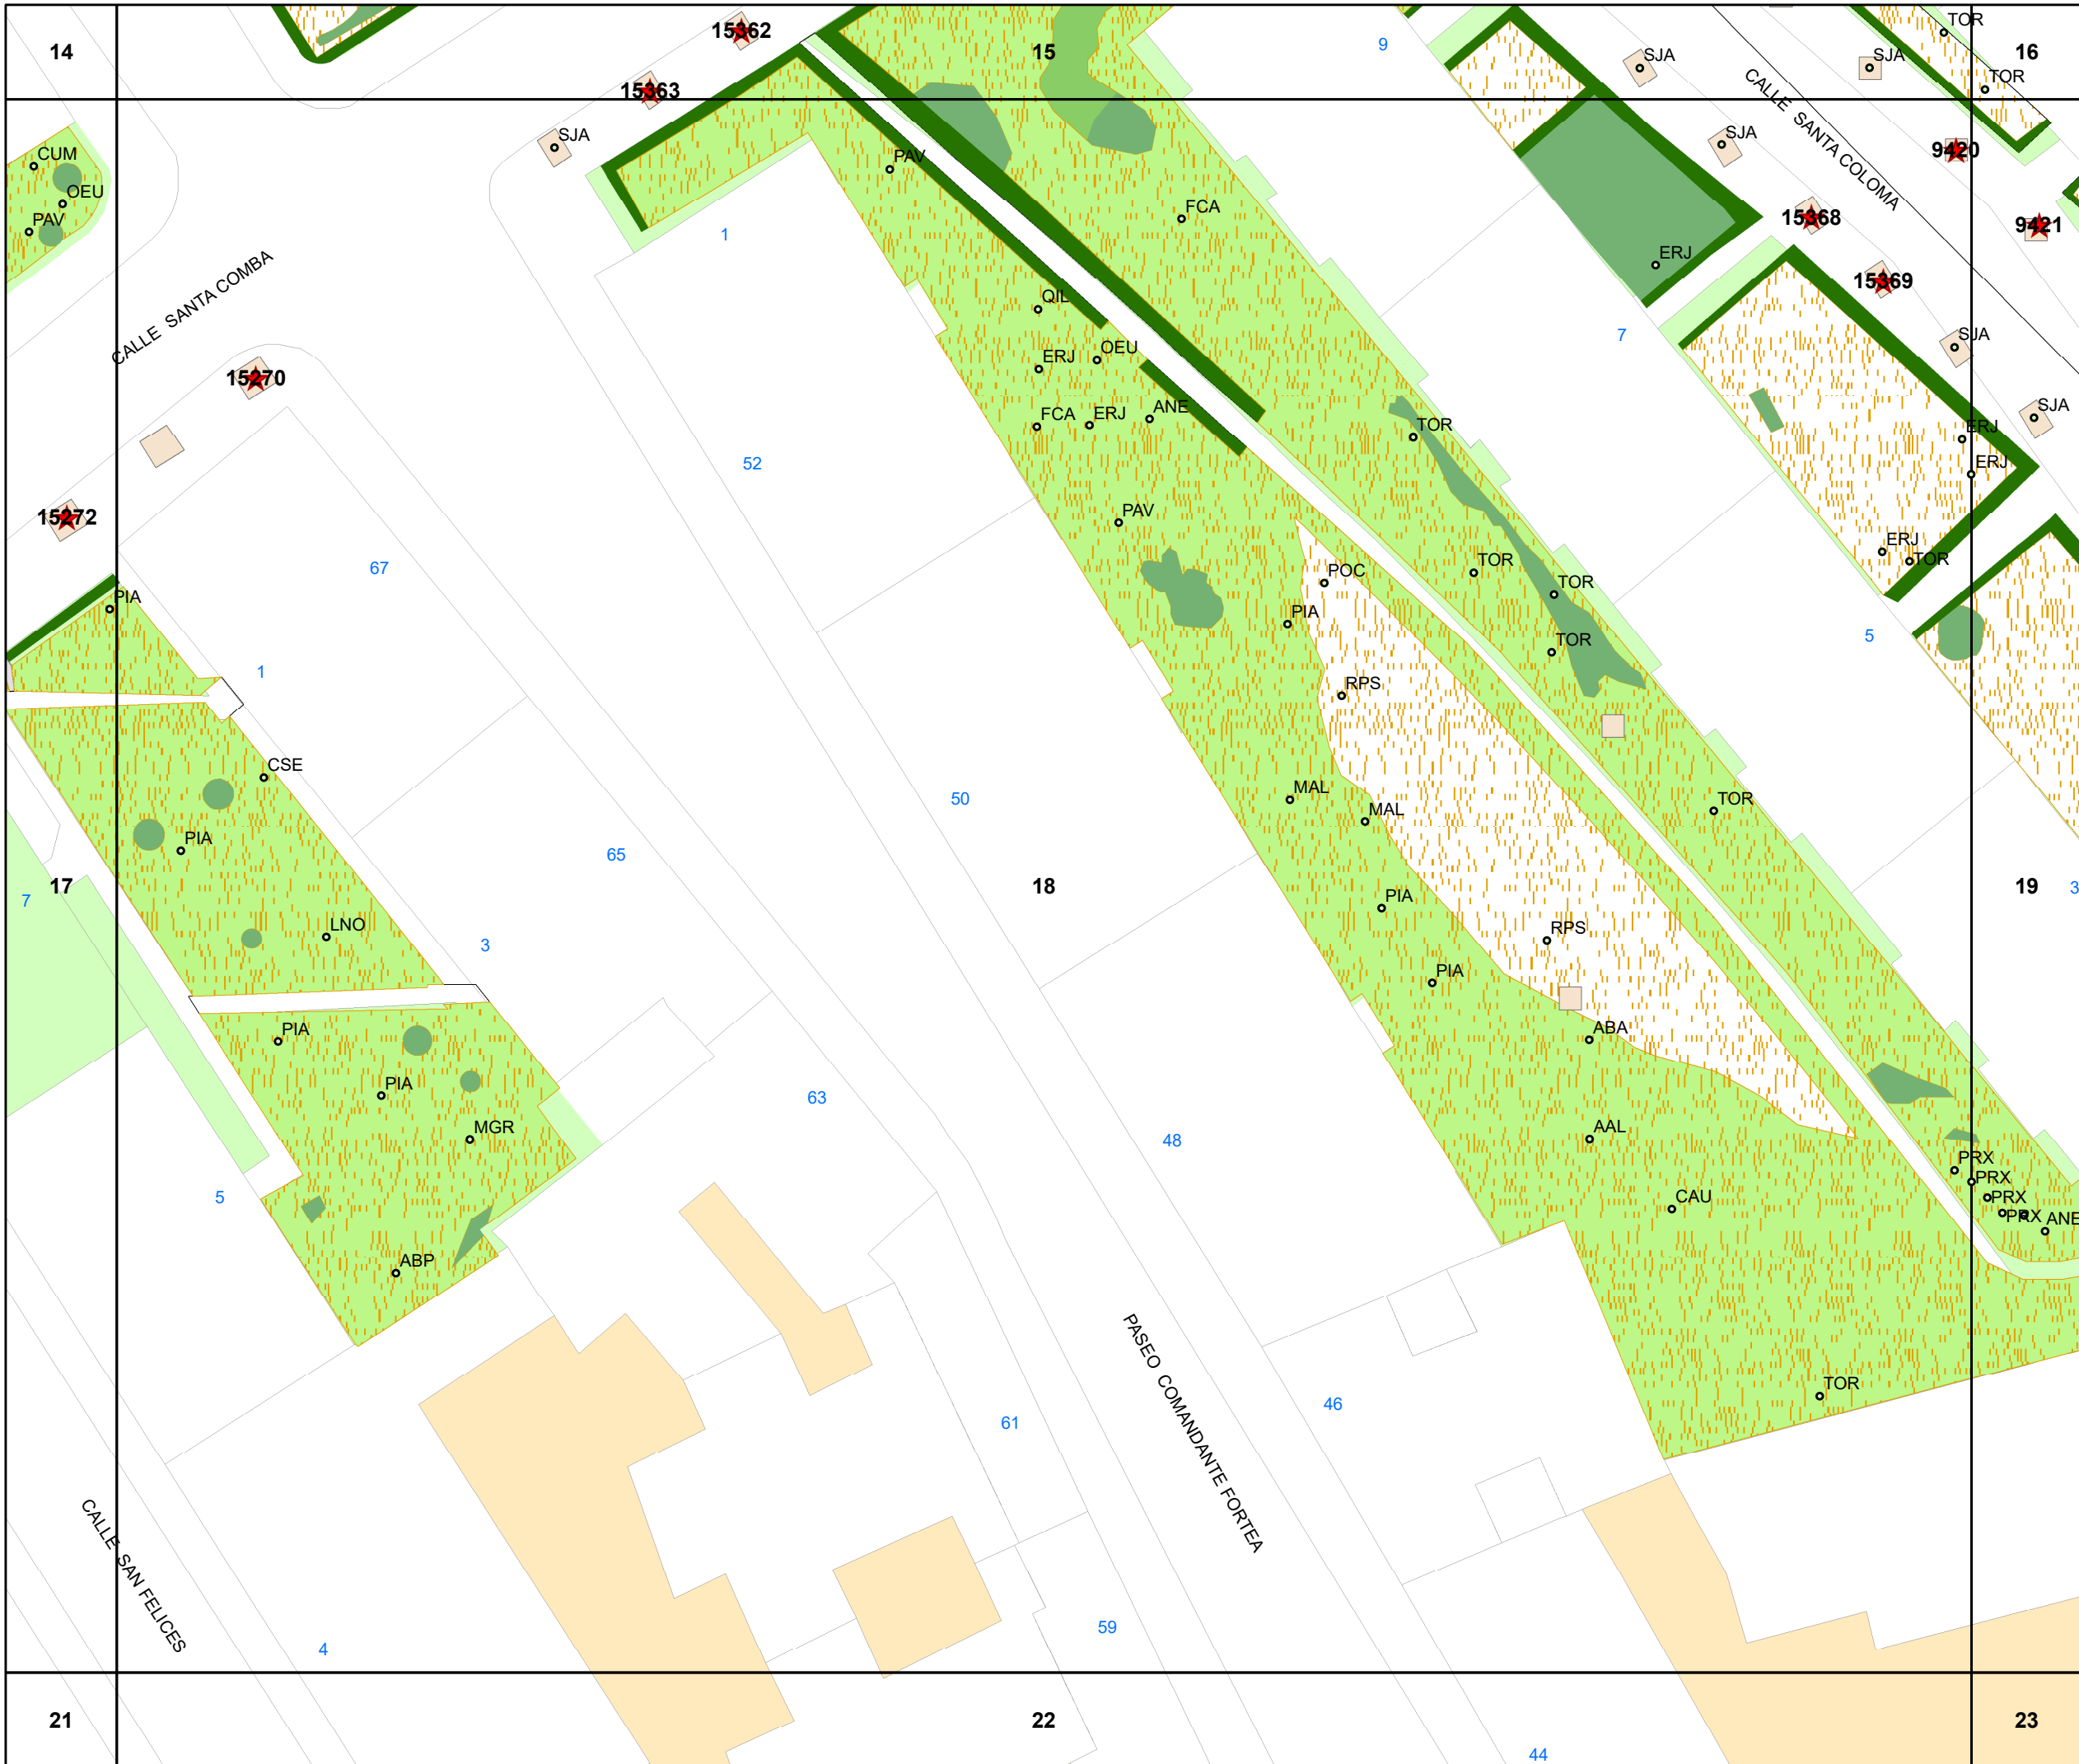 14
15362
15
9
TOR
16
SJA
SJA
TOR
15363
CALLE SANTA COLOMA
SJA
SJA
CUM
OEU
PAV
PAV
9420
FCA
15368
9421
1
CALLE SANTA COMBA
ERJ
15369
QIL
7
SJA
ERJ
OEU
15270
FCA
ERJ
ANE
SJA
TOR
ERJ
52
ERJ
15272
PAV
ERJ
TOR
67
POC
TOR
TOR
PIA
PIA
TOR
5
1
RPS
CSE
50
MAL
MAL
TOR
PIA
65
17
18
19
3
7
PIA
LNO
3
RPS
PIA
PIA
ABA
PIA
63
MGR
48
AAL
PRX
PRX
5
CAU
PRX
PRX
ANE
ABP
PASEO COMANDANTE FORTEA
TOR
46
61
CALLE SAN FELICES
4
59
21
22
23
44